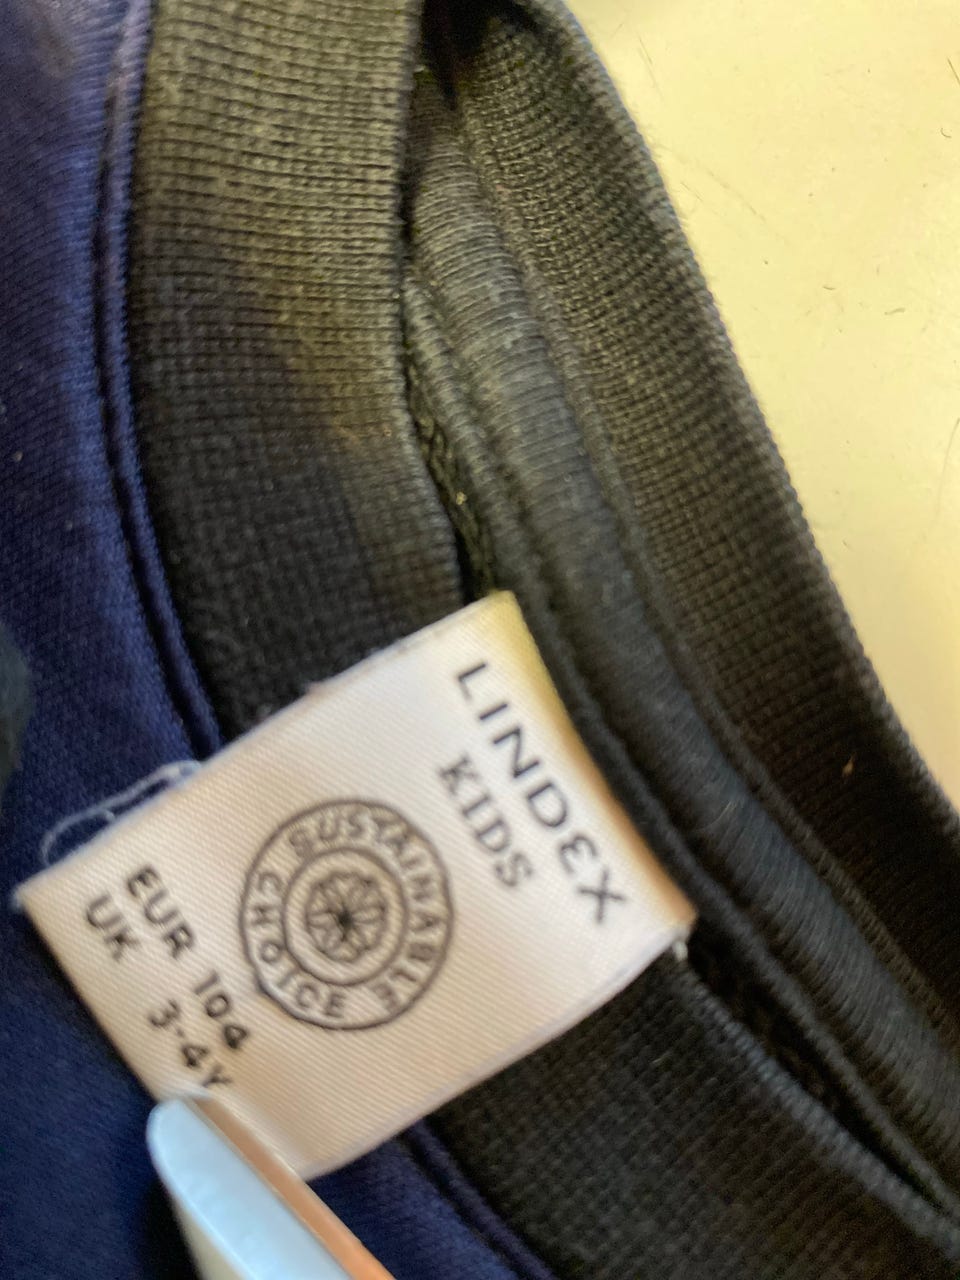 LINDEX
KIDS
SUSTAINABLE
CHOICE
EUR 104
UK 3-4Y